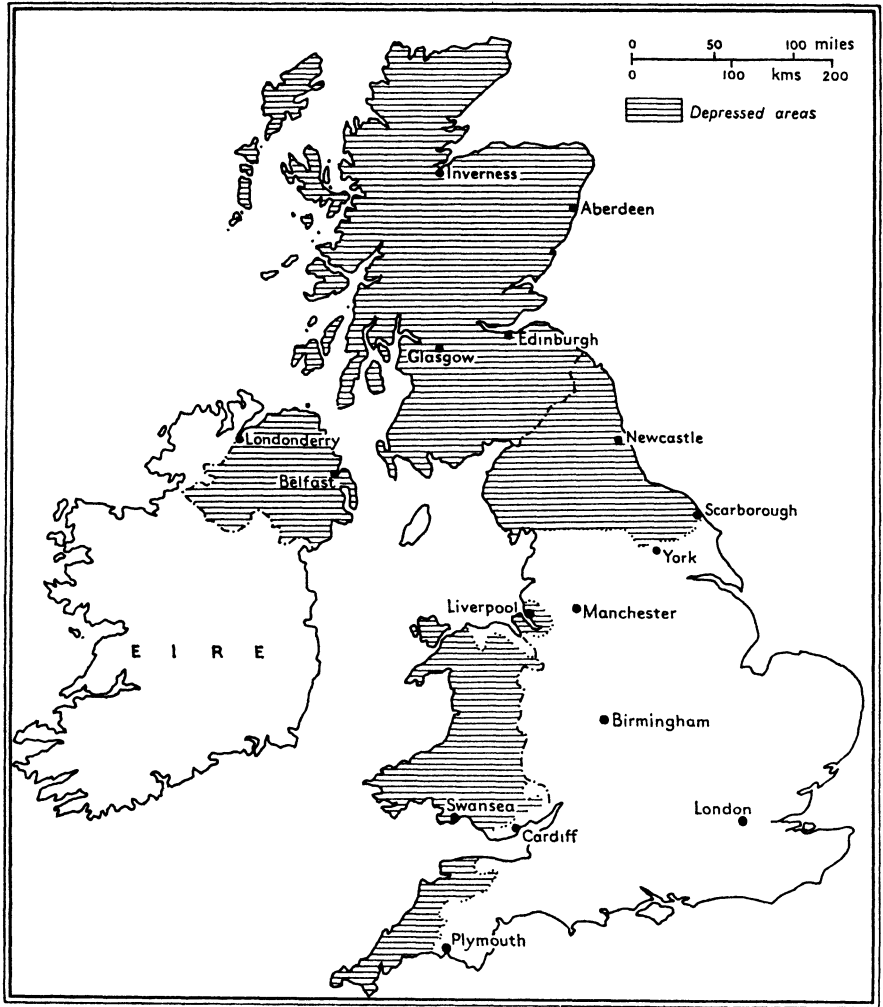 0 50 100 miles
0 100 200
kms
Depressed areas
Inverness
Aberdeen
Edinburgh
Glasgow
Londonderry
Newcastle
Belfast
Scarborough
York
Liverpool
Manchester
E I R E
Birmingham
Swansea
London
Cardiff
Plymouth